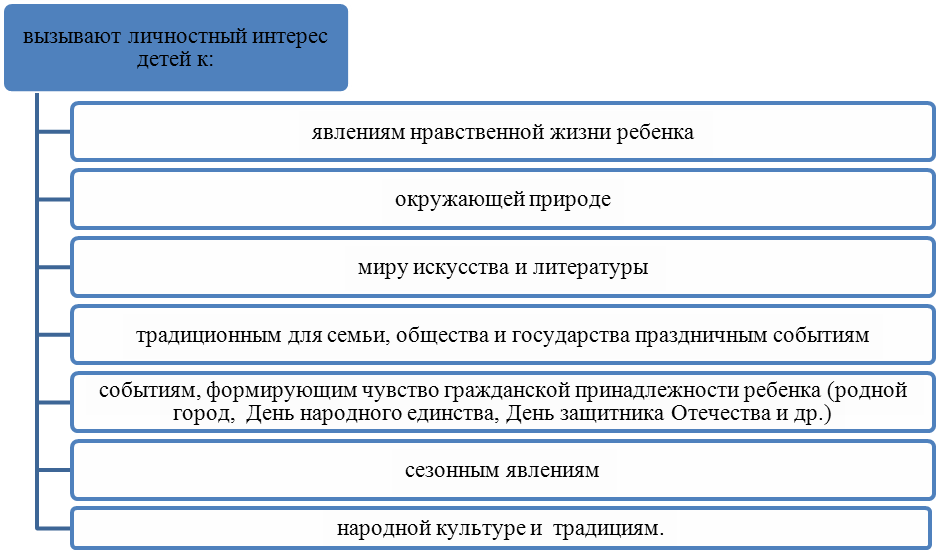 вызывают личностный интерес
детей к:
явлениям нравственной жизни ребенка
окружающей природе
миру искусства и литературы
традиционным для семьи, общества и государства праздничным событиям
событиям, формирующим чувство гражданской принадлежности ребенка (родной
город, День народного единства, День защитника Отечества и др.)
сезонным явлениям
народной культуре и традициям.